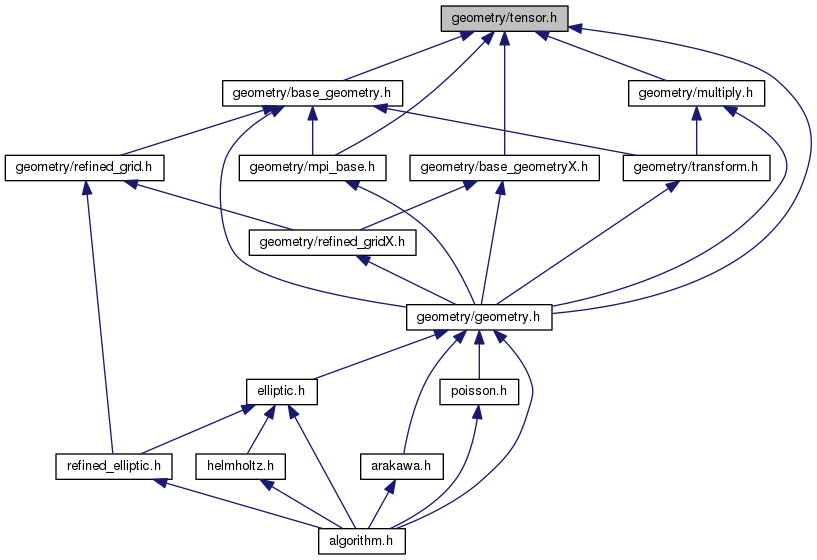 geometry/tensor.h
geometry/base_geometry.h
geometry/multiply.h
geometry/refined_grid.h
geometry/mpi_base.h
geometry/base_geometryX.h
geometry/transform.h
geometry/refined_gridX.h
geometry/geometry.h
elliptic.h
poisson.h
refined_elliptic.h
helmholtz.h
arakawa.h
algorithm.h